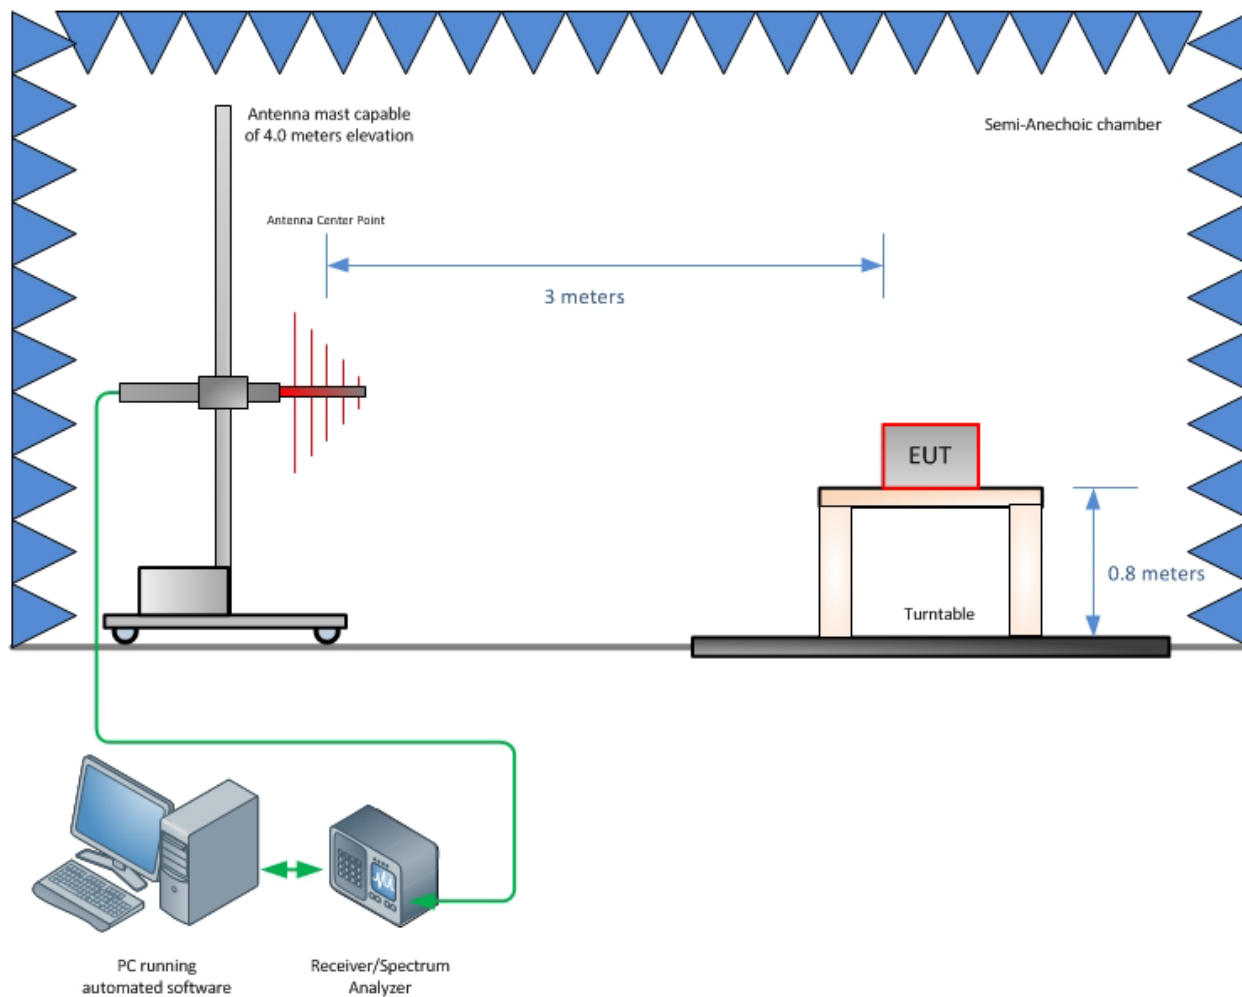 Antenna mast capable
of 4.0 meters elevation
Semi-Anechoic chamber
Antenna Center Point
3 meters
EUT
0.8 meters
Turntable
PC running
automated software
Receiver/Spectrum
Analyzer